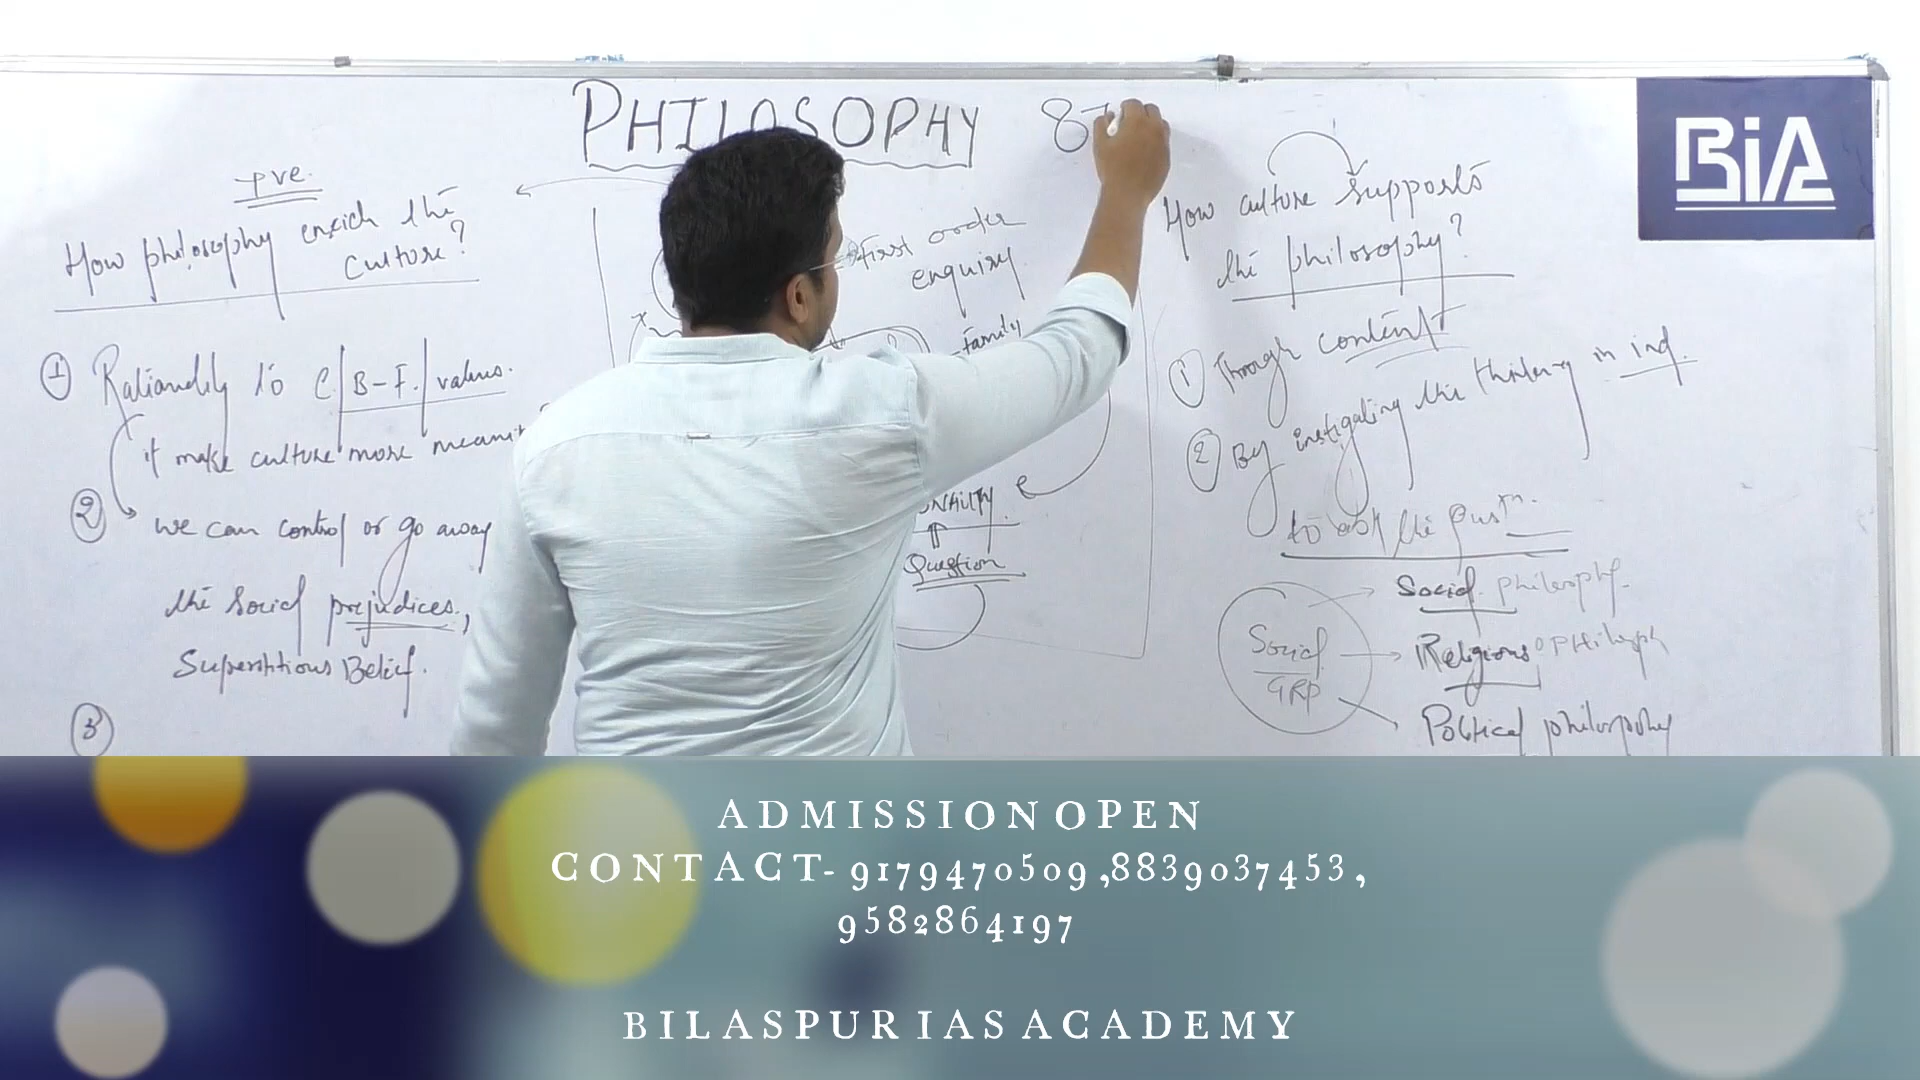 PHILOSOPHY 87
BiA
+ve.
How philosophy enrich the
culture?
① Rationality to C/B-F/values.
it make culture more
② we can control or go away
the social prejudices,
Superstitious Belief.
③
First order
enquiry
family
Question
How culture supports
the philosophy?
① Through content
② By instigating the thinking in ind.
to ask the
Social GRP
Social philosophy.
Religious
Political philosophy
ADMISSION OPEN
CONTACT- 9179470509 ,8839037453 ,
9582864197
BILASPUR IAS ACADEMY